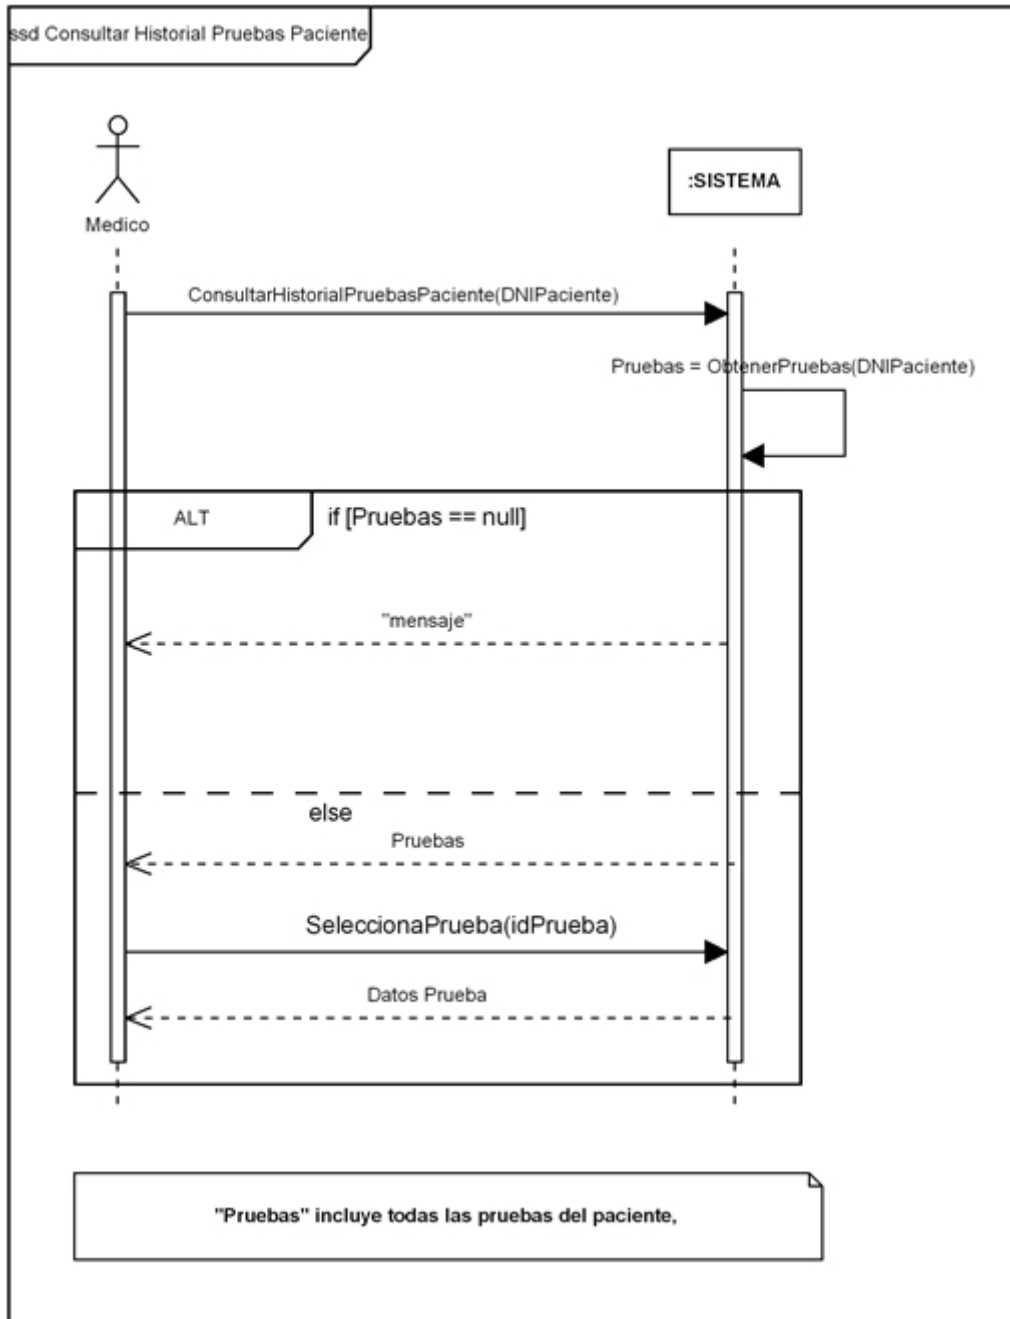 ssd Consultar Historial Pruebas Paciente
:SISTEMA
Medico
ConsultarHistorialPruebasPaciente(DNIPaciente)
Pruebas = ObtenerPruebas(DNIPaciente)
ALT
if [Pruebas == null]
"mensaje"
else
Pruebas
SeleccionaPrueba(idPrueba)
Datos Prueba
"Pruebas" incluye todas las pruebas del paciente,